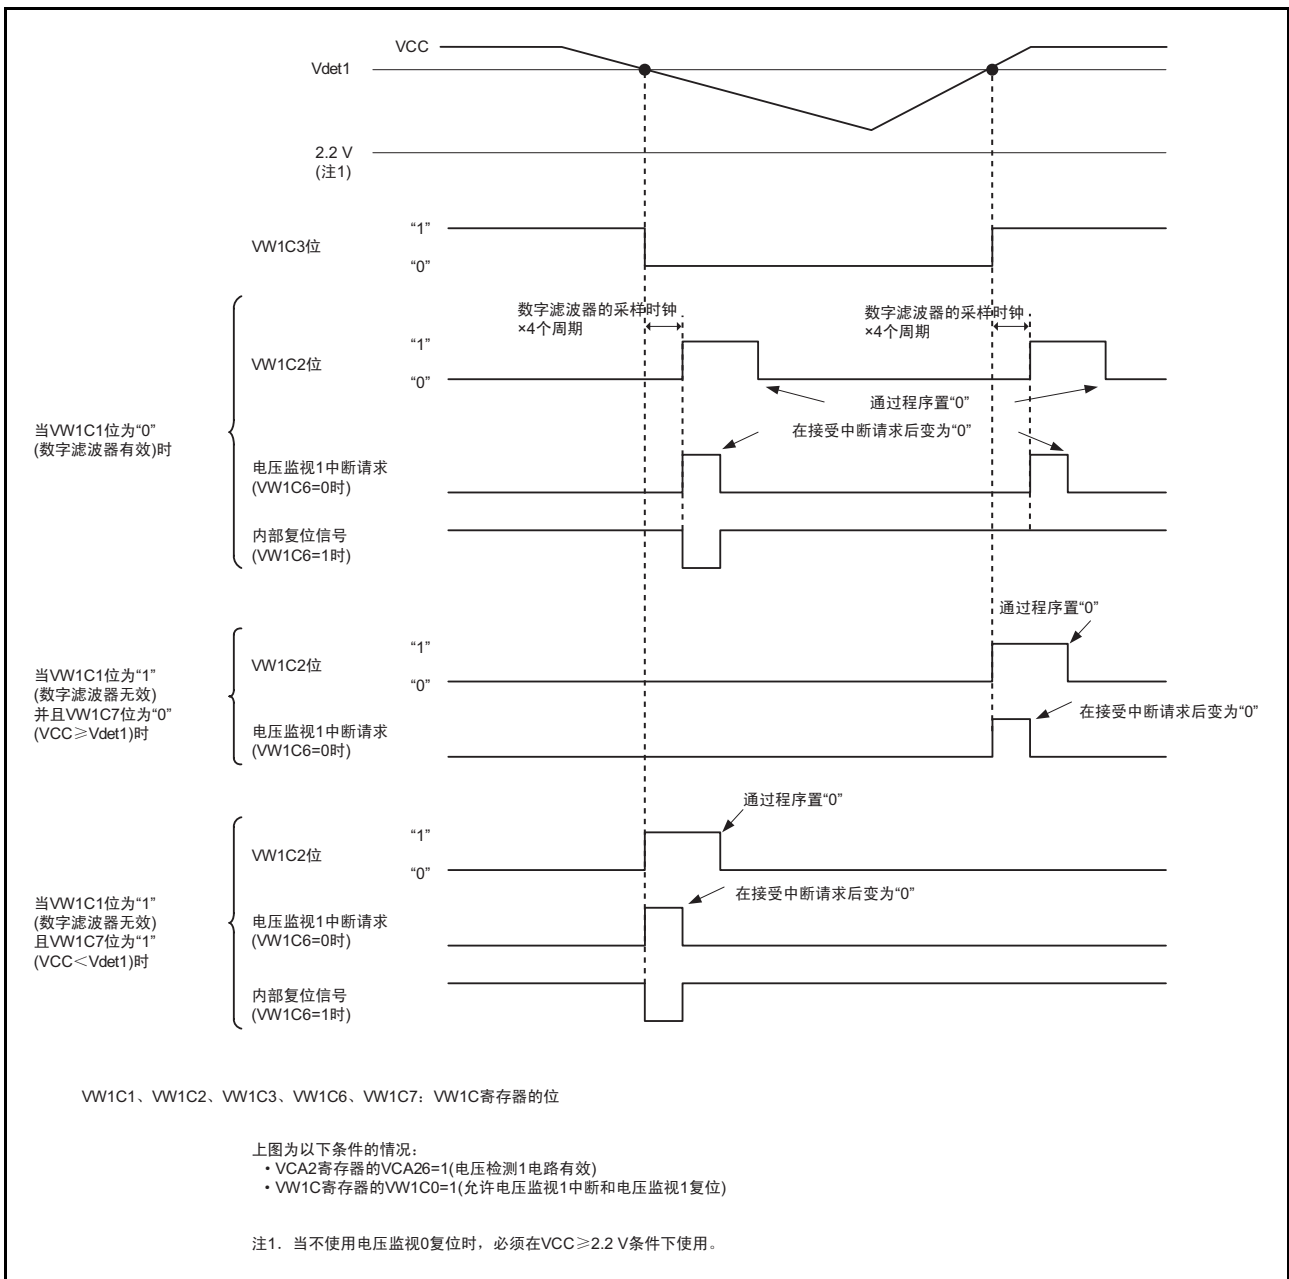 VCC
Vdet1
2.2 V
(注1)
VW1C3位
“1”
“0”
数字滤波器的采样时钟
×4个周期
数字滤波器的采样时钟
×4个周期
当VW1C1位为“0”
(数字滤波器有效)时
VW1C2位
“1”
“0”
通过程序置“0”
在接受中断请求后变为“0”
电压监视1中断请求
(VW1C6=0时)
内部复位信号
(VW1C6=1时)
当VW1C1位为“1”
(数字滤波器无效)
并且VW1C7位为“0”
(VCC≥Vdet1)时
VW1C2位
“1”
“0”
通过程序置“0”
电压监视1中断请求
(VW1C6=0时)
在接受中断请求后变为“0”
当VW1C1位为“1”
(数字滤波器无效)
且VW1C7位为“1”
(VCC＜Vdet1)时
VW1C2位
“1”
“0”
通过程序置“0”
电压监视1中断请求
(VW1C6=0时)
在接受中断请求后变为“0”
内部复位信号
(VW1C6=1时)
VW1C1、VW1C2、VW1C3、VW1C6、VW1C7：VW1C寄存器的位
上图为以下条件的情况：
• VCA2寄存器的VCA26=1(电压检测1电路有效)
• VW1C寄存器的VW1C0=1(允许电压监视1中断和电压监视1复位)
注1. 当不使用电压监视0复位时，必须在VCC≥2.2 V条件下使用。